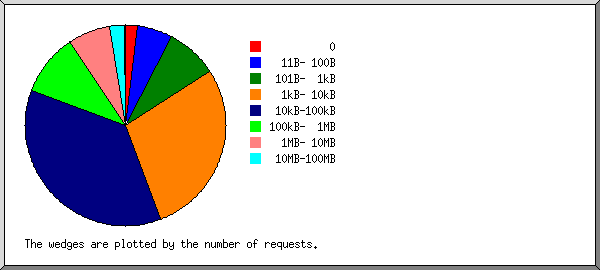 0
11B- 100B
101B- 1kB
1kB- 10kB
10kB-100kB
100kB- 1MB
1MB- 10MB
10MB-100MB
The wedges are plotted by the number of requests.